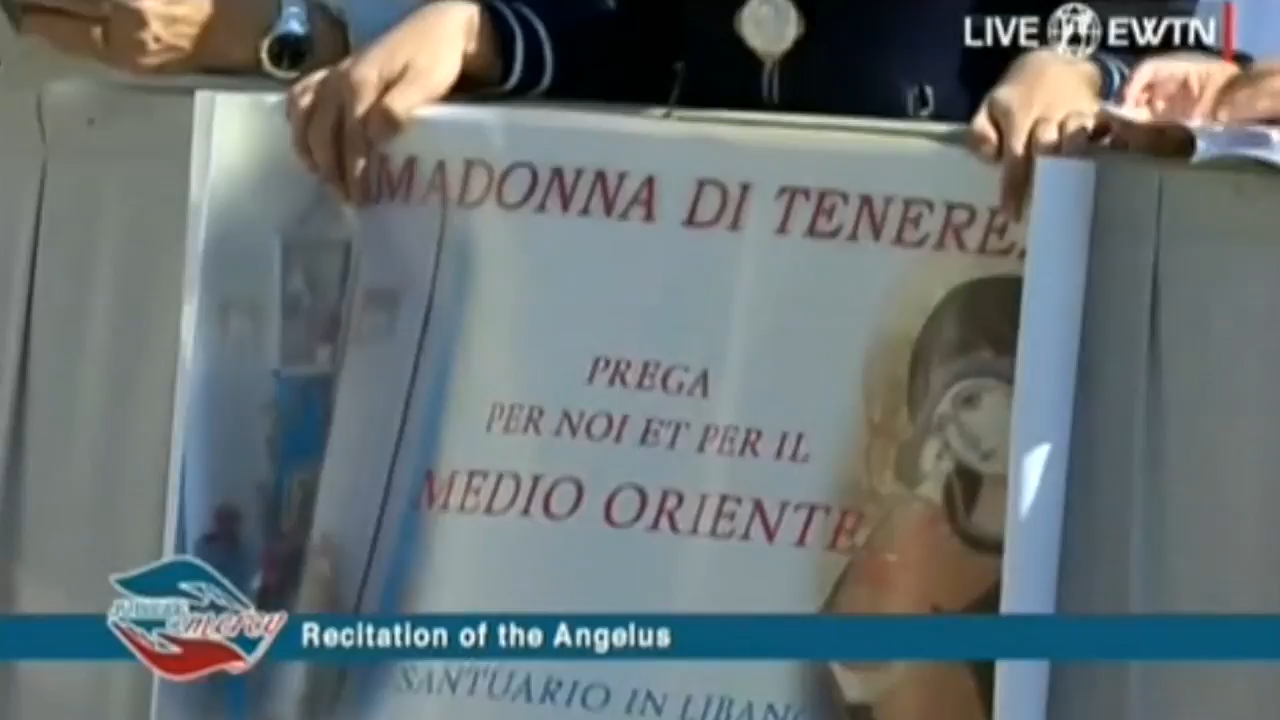 LIVE EWTN
MADONNA DI TENERE
PREGA
PER NOI ET PER IL
MEDIO ORIENTE
mercy
Recitation of the Angelus
SANTUARIO IN LIBANO